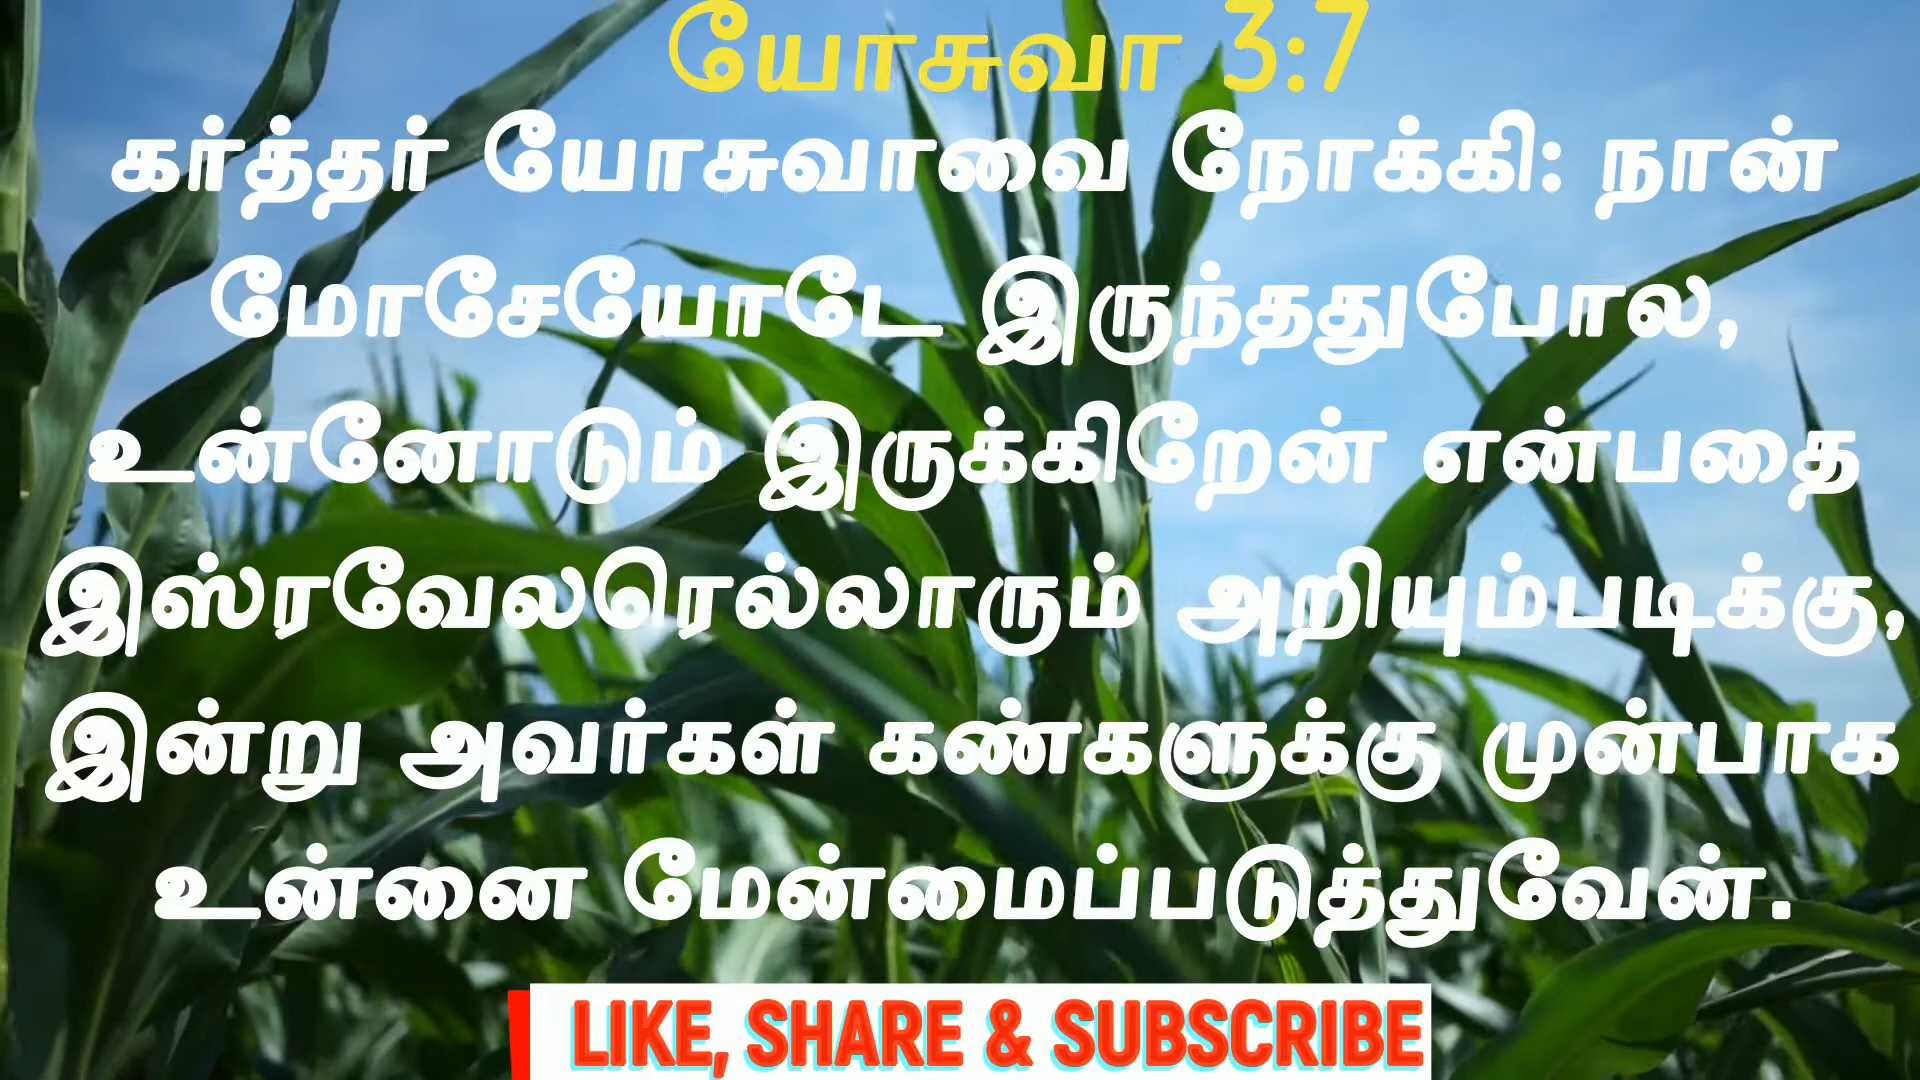 யோசுவா 3:7
கர்த்தர் யோசுவாவை நோக்கி: நான்
மோசேயோடே இருந்ததுபோல,
உன்னோடும் இருக்கிறேன் என்பதை
இஸ்ரவேலரெல்லாரும் அறியும்படிக்கு,
இன்று அவர்கள் கண்களுக்கு முன்பாக
உன்னை மேன்மைப்படுத்துவேன்.
LIKE, SHARE & SUBSCRIBE